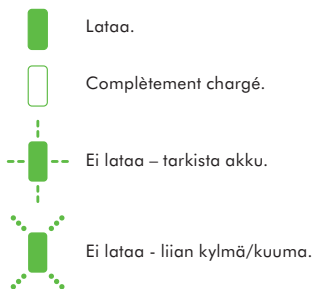 Lataa.
Complètement chargé.
Ei lataa – tarkista akku.
Ei lataa - liian kylmä/kuuma.